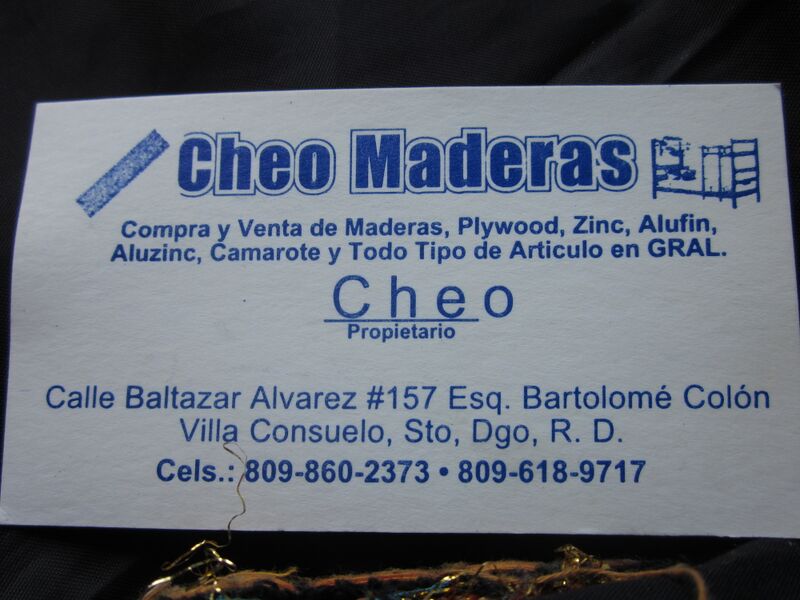 Cheo Maderas
Compra y Venta de Maderas, Plywood, Zinc, Alufin,
Aluzinc, Camarote y Todo Tipo de Articulo en GRAL.
Cheo
Propietario
Calle Baltazar Alvarez #157 Esq. Bartolomé Colón
Villa Consuelo, Sto, Dgo, R. D.
Cels.: 809-860-2373 • 809-618-9717